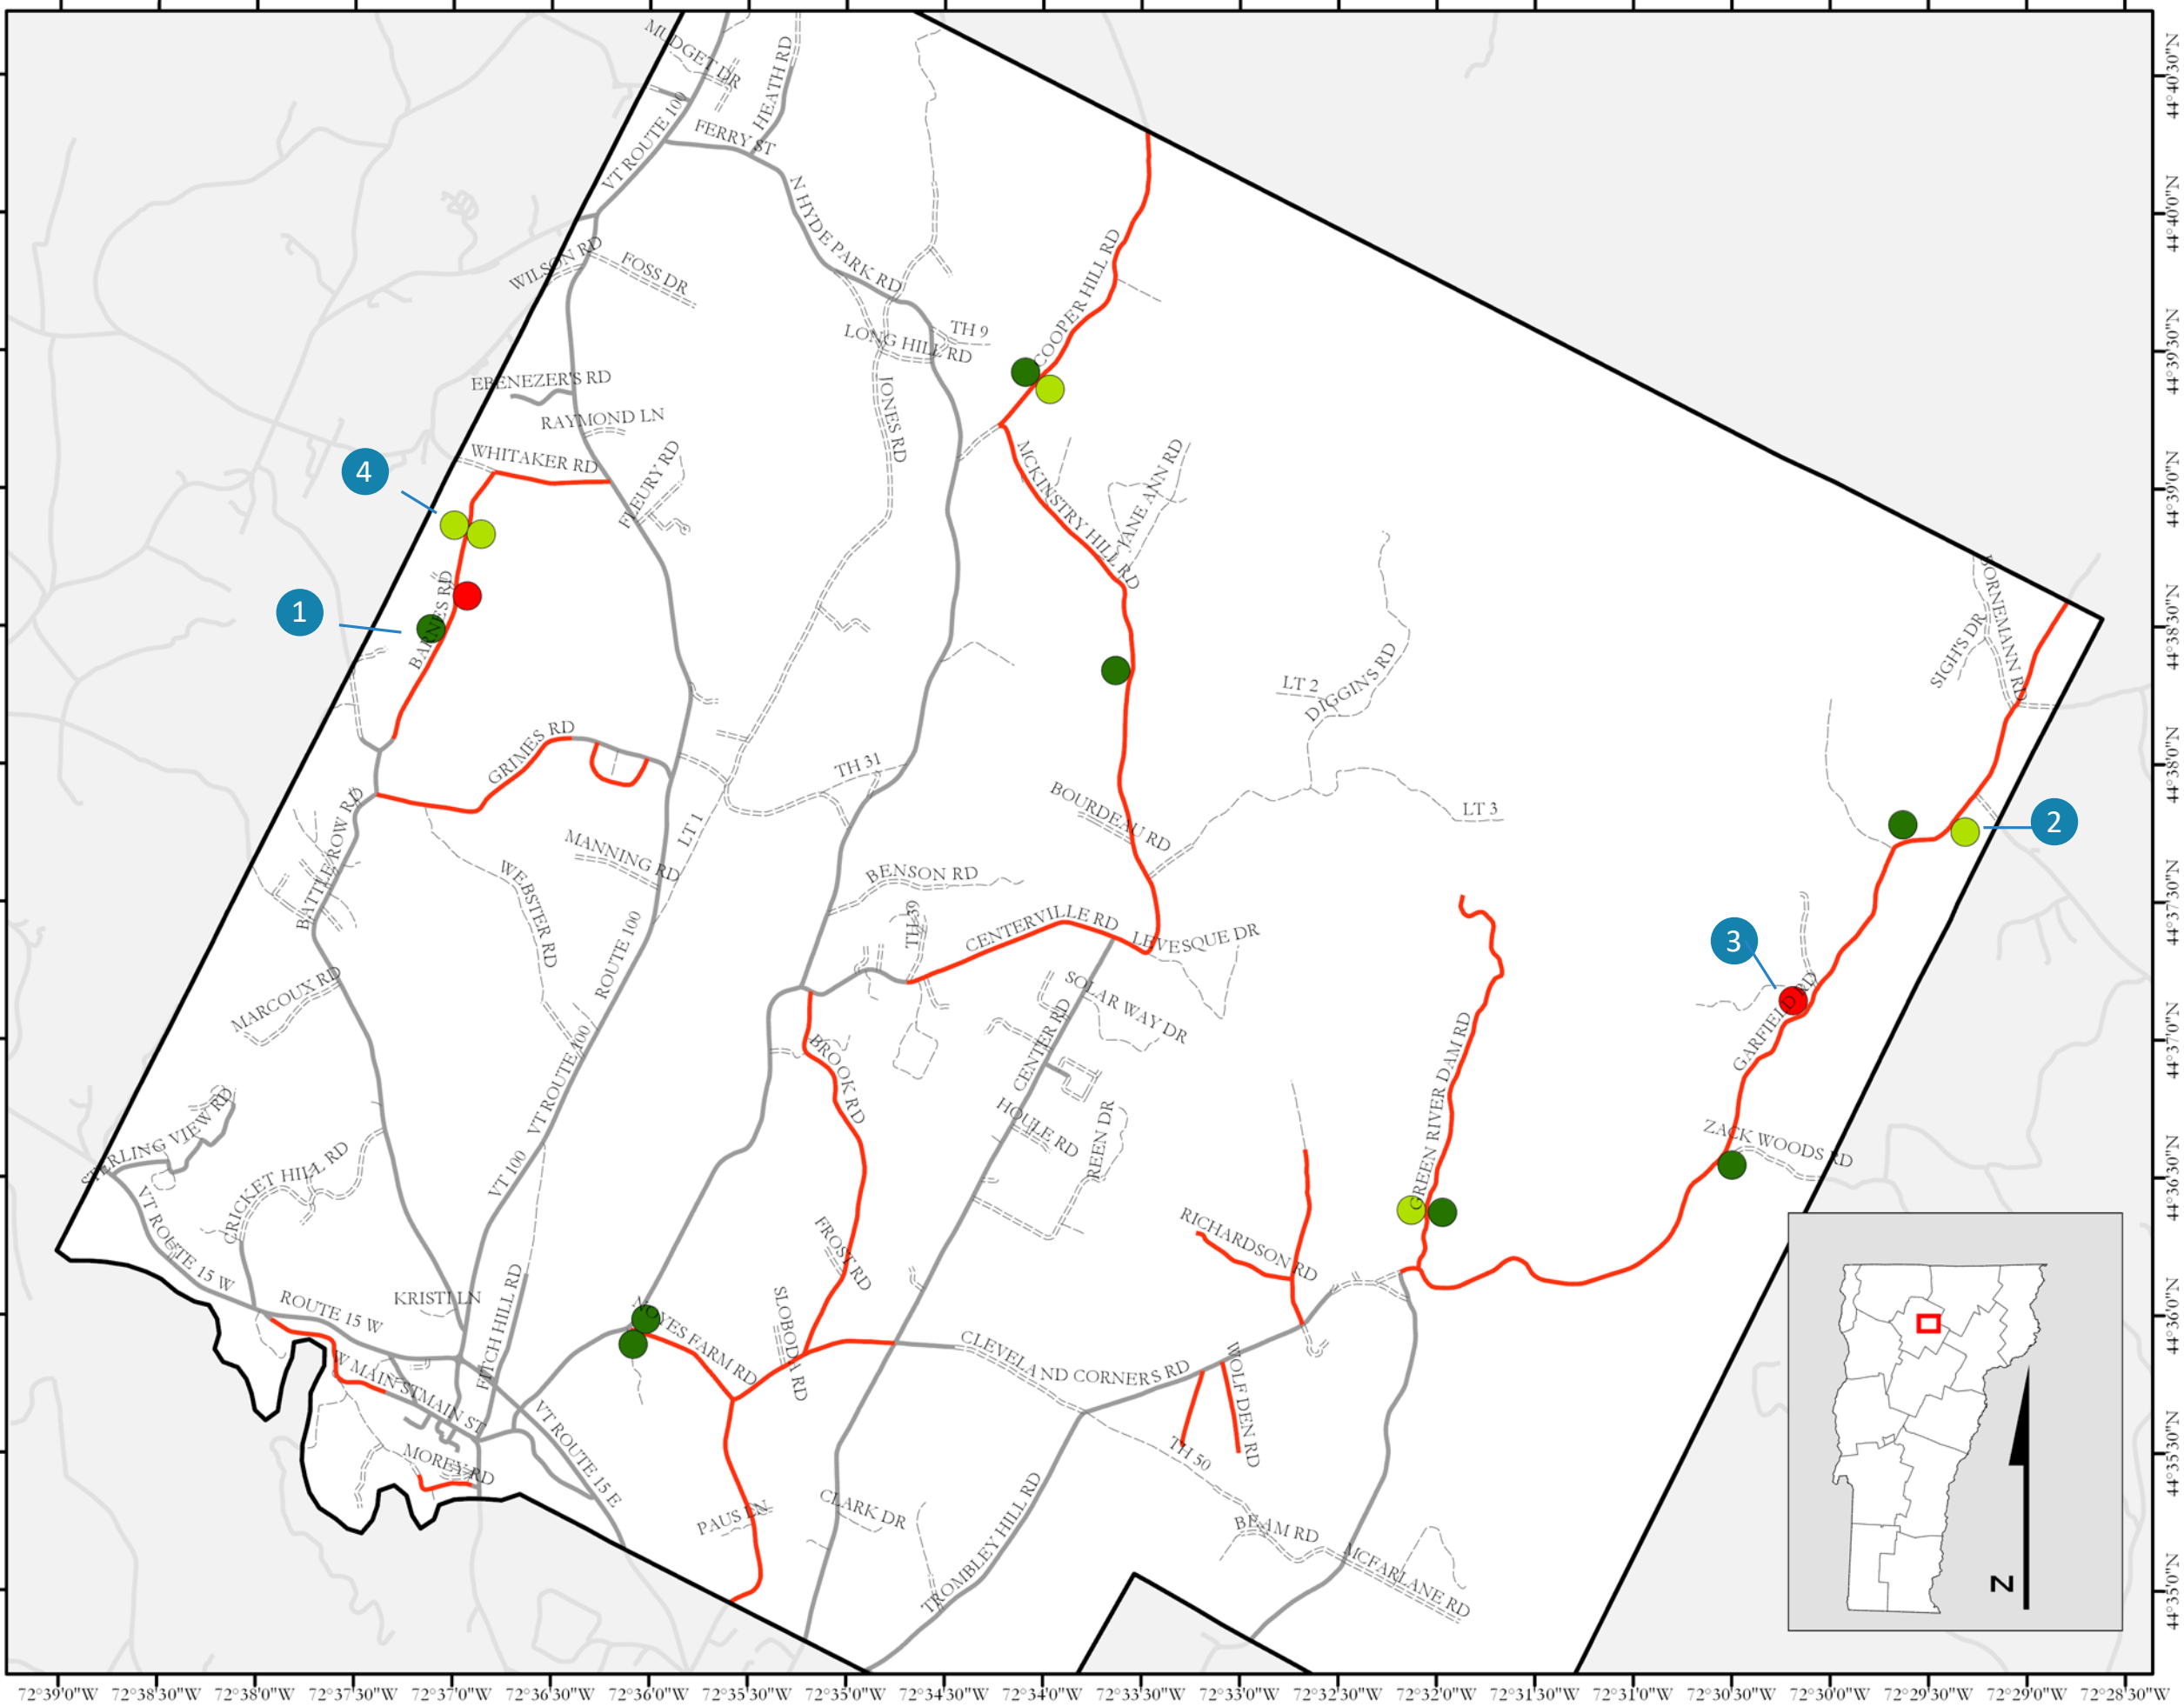 MUDGET DR
HEATH RD
VT ROUTE 100
FERRY ST
N HYDE PARK RD
WILSON RD
FOSS DR
COOPER HILL RD
TH 9
LONG HILL RD
EBENEZER'S RD
JONES RD
RAYMOND LN
WHITAKER RD
FLEURY RD
MCKINSTRY HILL RD
JANE ANN RD
4
1
BARNES RD
BORNEMANN RD
SIGH'S DR
LT 2
DIGGINS RD
GRIMES RD
TH 31
LT 3
BOURDEAU RD
2
BATTLE ROW RD
LT 1
MANNING RD
WEBSTER RD
BENSON RD
TH 39
CENTERVILLE RD
LEVESQUE DR
3
ROUTE 100
MARCOUX RD
SOLAR WAY DR
CENTER RD
GARFIELD RD
VT ROUTE 100
BROOK RD
GREEN RIVER DAM RD
HOULE RD
REEN DR
STERLING VIEW RD
CRICKET HILL RD
VT 100
ZACK WOODS RD
VT ROUTE 15 W
FROST RD
RICHARDSON RD
ROUTE 15 W
KRISTI LN
FITCH HILL RD
NOYES FARM RD
SLOBODA RD
CLEVELAND CORNERS RD
WOLF DEN RD
W MAIN ST
MAIN ST
VT ROUTE 15 E
MOREY RD
TH 50
PAUS LN
CLARK DR
TROMBLEY HILL RD
BEAM RD
MCFARLANE RD
N
44°40'30"N
44°40'0"N
44°39'30"N
44°39'0"N
44°38'30"N
44°38'0"N
44°37'30"N
44°37'0"N
44°36'30"N
44°36'0"N
44°35'30"N
44°35'0"N
72°39'0"W 72°38'30"W 72°38'0"W 72°37'30"W 72°37'0"W 72°36'30"W 72°36'0"W 72°35'30"W 72°35'0"W 72°34'30"W 72°34'0"W 72°33'30"W 72°33'0"W 72°32'30"W 72°32'0"W 72°31'30"W 72°31'0"W 72°30'30"W 72°30'0"W 72°29'30"W 72°29'0"W 72°28'30"W